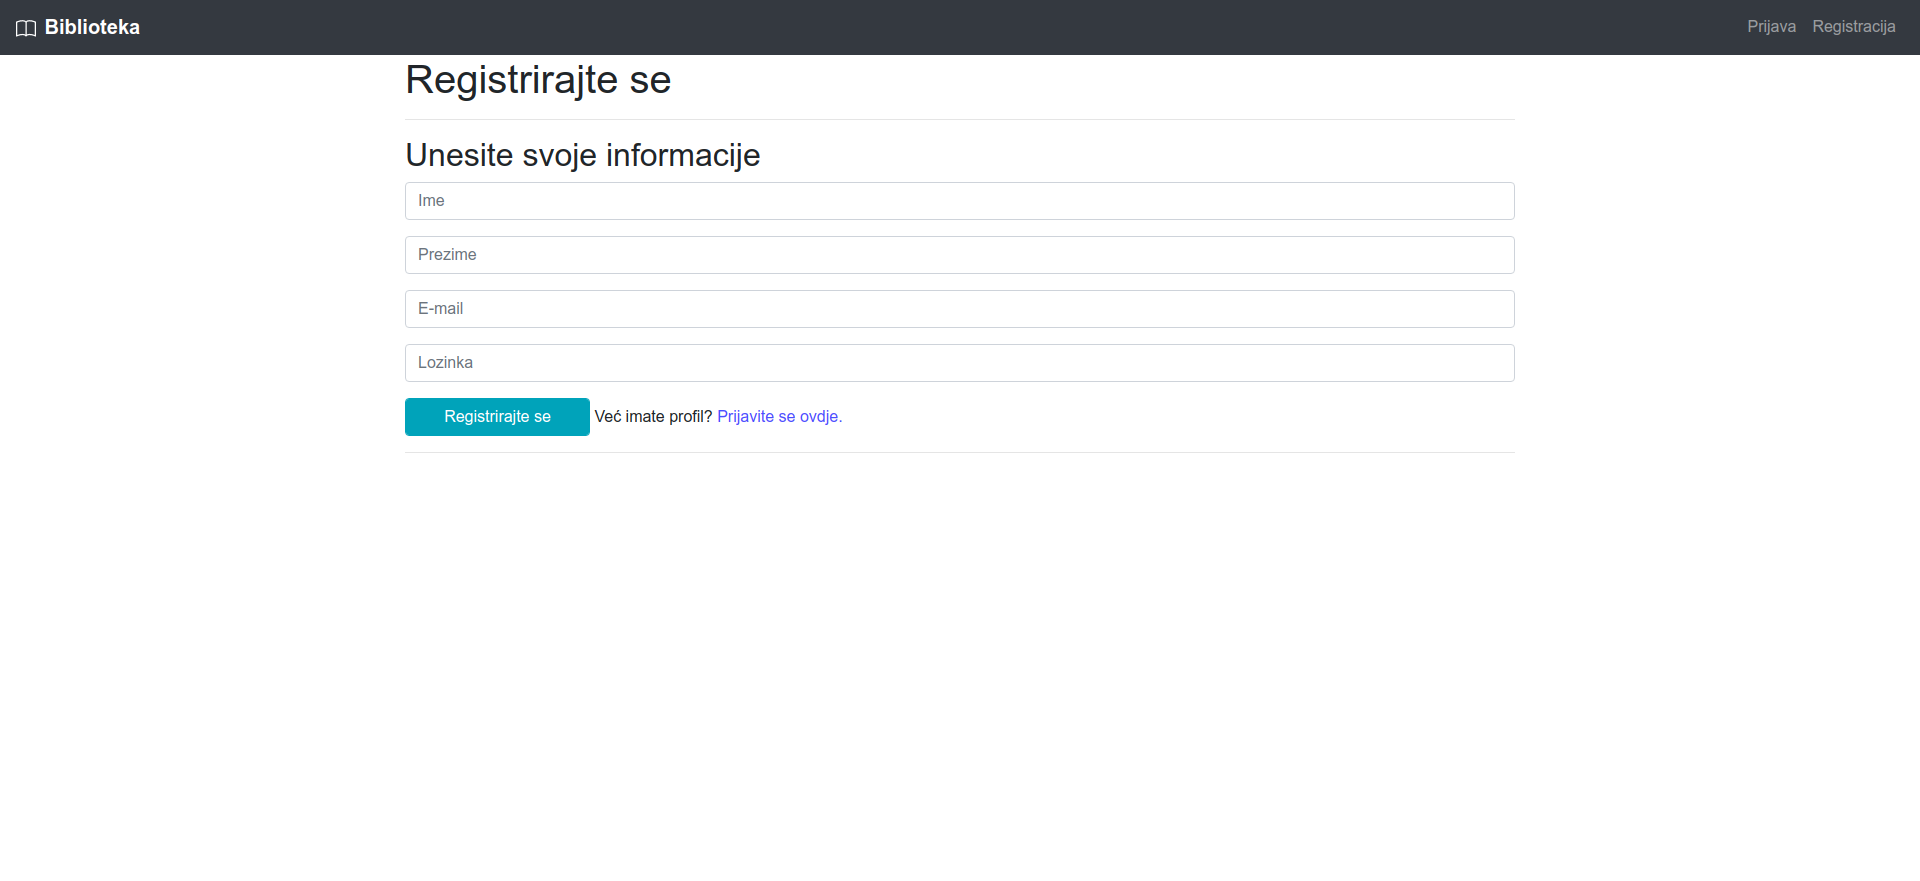 Biblioteka
Prijava Registracija
Registrirajte se
Unesite svoje informacije
Ime
Prezime
E-mail
Lozinka
Registrirajte se Već imate profil? Prijavite se ovdje.